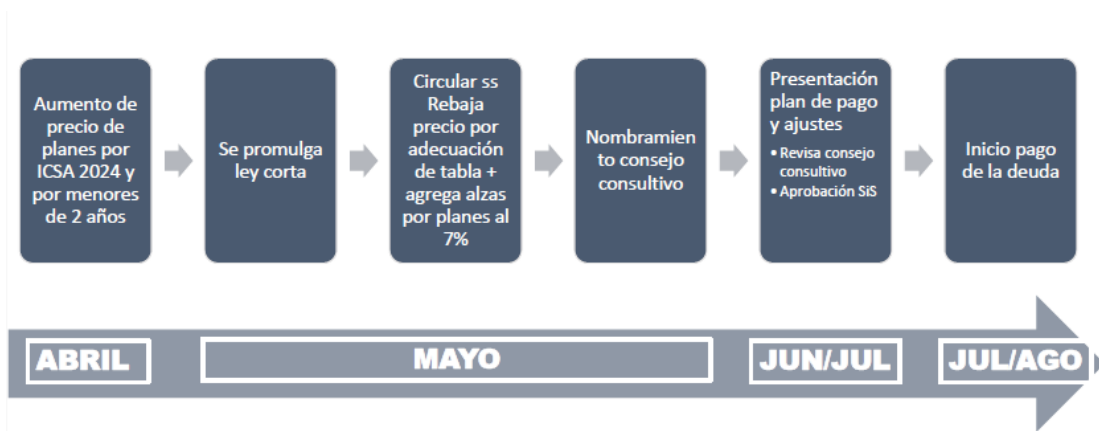 Aumento de
precio de
planes por
ICSA 2024 y
por menores
de 2 años
Se promulga
ley corta
Circular ss
Rebaja
precio por
adecuación
de tabla +
agrega alzas
por planes al
7%
Nombramien
to consejo
consultivo
Presentación
plan de pago
y ajustes
• Revisa consejo
consultivo
• Aprobación SiS
Inicio pago
de la deuda
ABRIL
MAYO
JUN/JUL
JUL/AGO